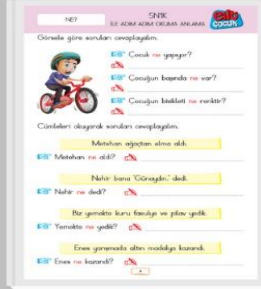 NE?
5N1K
İLE ADIM ADIM OKUMA ANLAMA
ÇOCUK
Görsele göre soruları cevaplayalım.
Çocuk ne yapıyor?
Çocuğun başında ne var?
Çocuğun bisikleti ne renktir?
Cümleleri okuyarak soruları cevaplayalım.
Metehan ağaçtan elma aldı.
Metehan ne aldı?
Nehir bana "Günaydın." dedi.
Nehir ne dedi?
Biz yemekte kuru fasulye ve pilav yedik.
Yemekte ne yedik?
Enes yarışmada altın madalya kazandı.
Enes ne kazandı?